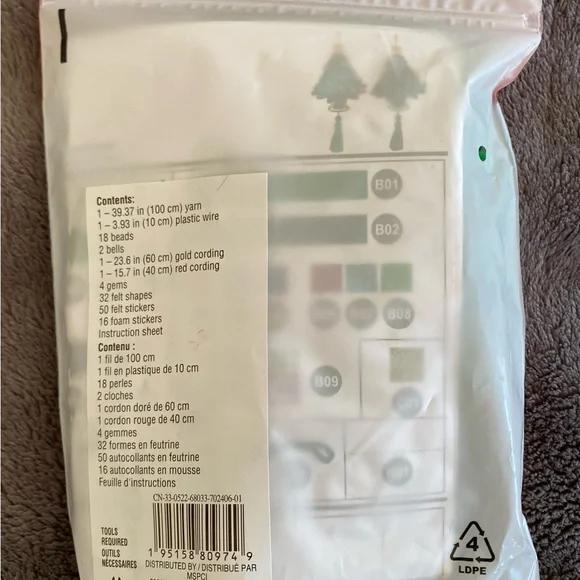 B01
B02
B08
B09
Contents:
1 – 39.37 in (100 cm) yarn
1 – 3.93 in (10 cm) plastic wire
18 beads
2 bells
1 – 23.6 in (60 cm) gold cording
1 – 15.7 in (40 cm) red cording
4 gems
32 felt shapes
50 felt stickers
16 foam stickers
Instruction sheet
Contenu :
1 fil de 100 cm
1 fil en plastique de 10 cm
18 perles
2 cloches
1 cordon doré de 60 cm
1 cordon rouge de 40 cm
4 gemmes
32 formes en feutrine
50 autocollants en feutrine
16 autocollants en mousse
Feuille d'instructions
CN-33-0522-68033-702406-01
TOOLS
REQUIRED
OUTILS
NÉCESSAIRES
1 95158 80974 9
DISTRIBUTED BY / DISTRIBUÉ PAR
MSPCI
4
LDPE